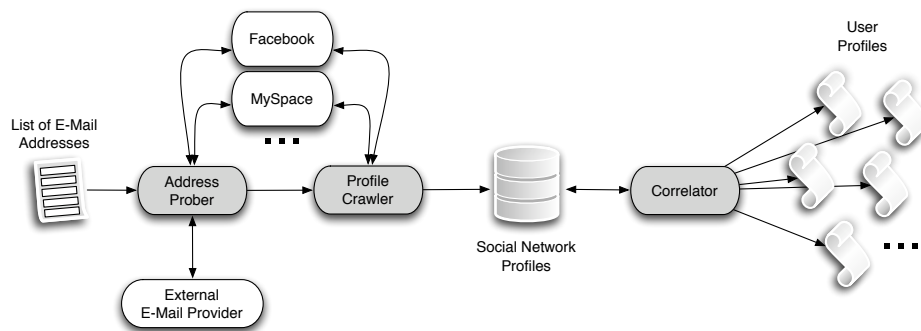 Facebook
MySpace
List of E-Mail
Addresses
Address
Prober
Profile
Crawler
External
E-Mail Provider
Social Network
Profiles
Correlator
User
Profiles